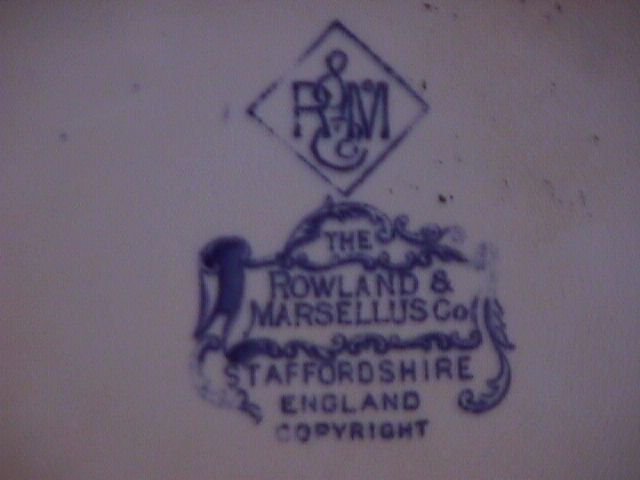 R&M
THE
ROWLAND &
MARSELLUS Co
STAFFORDSHIRE
ENGLAND
COPYRIGHT